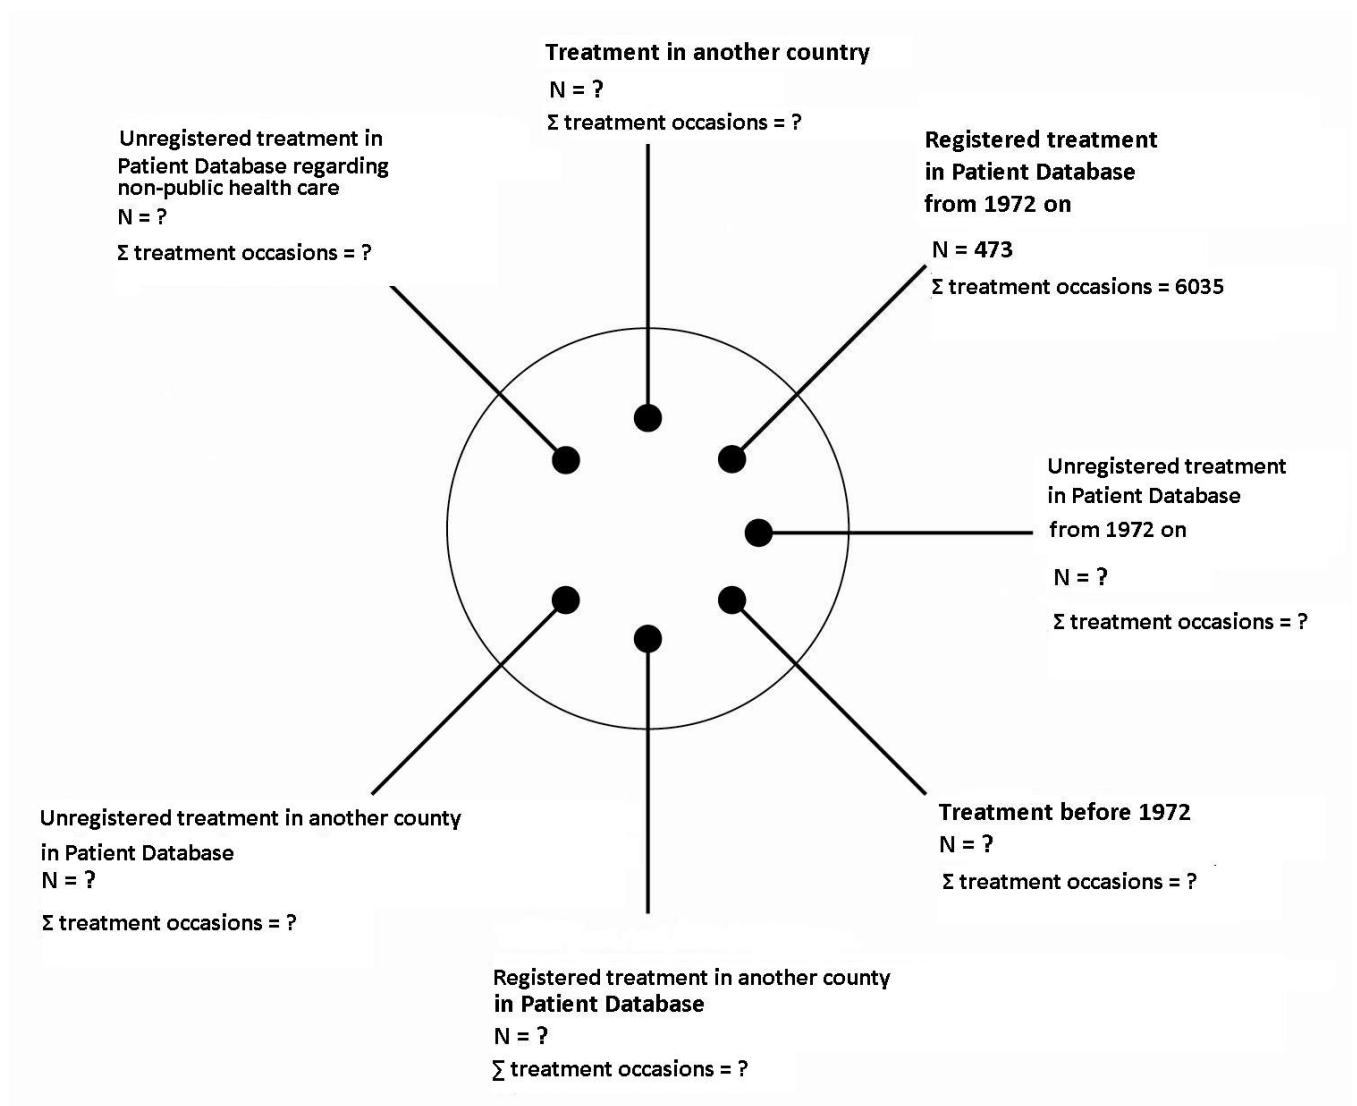 Treatment in another country
N = ?
Σ treatment occasions = ?
Unregistered treatment in
Patient Database regarding
non-public health care
N = ?
Σ treatment occasions = ?
Registered treatment
in Patient Database
from 1972 on
N = 473
Σ treatment occasions = 6035
Unregistered treatment
in Patient Database
from 1972 on
N = ?
Σ treatment occasions = ?
Unregistered treatment in another county
in Patient Database
N = ?
Σ treatment occasions = ?
Treatment before 1972
N = ?
Σ treatment occasions = ?
Registered treatment in another county
in Patient Database
N = ?
∑ treatment occasions = ?